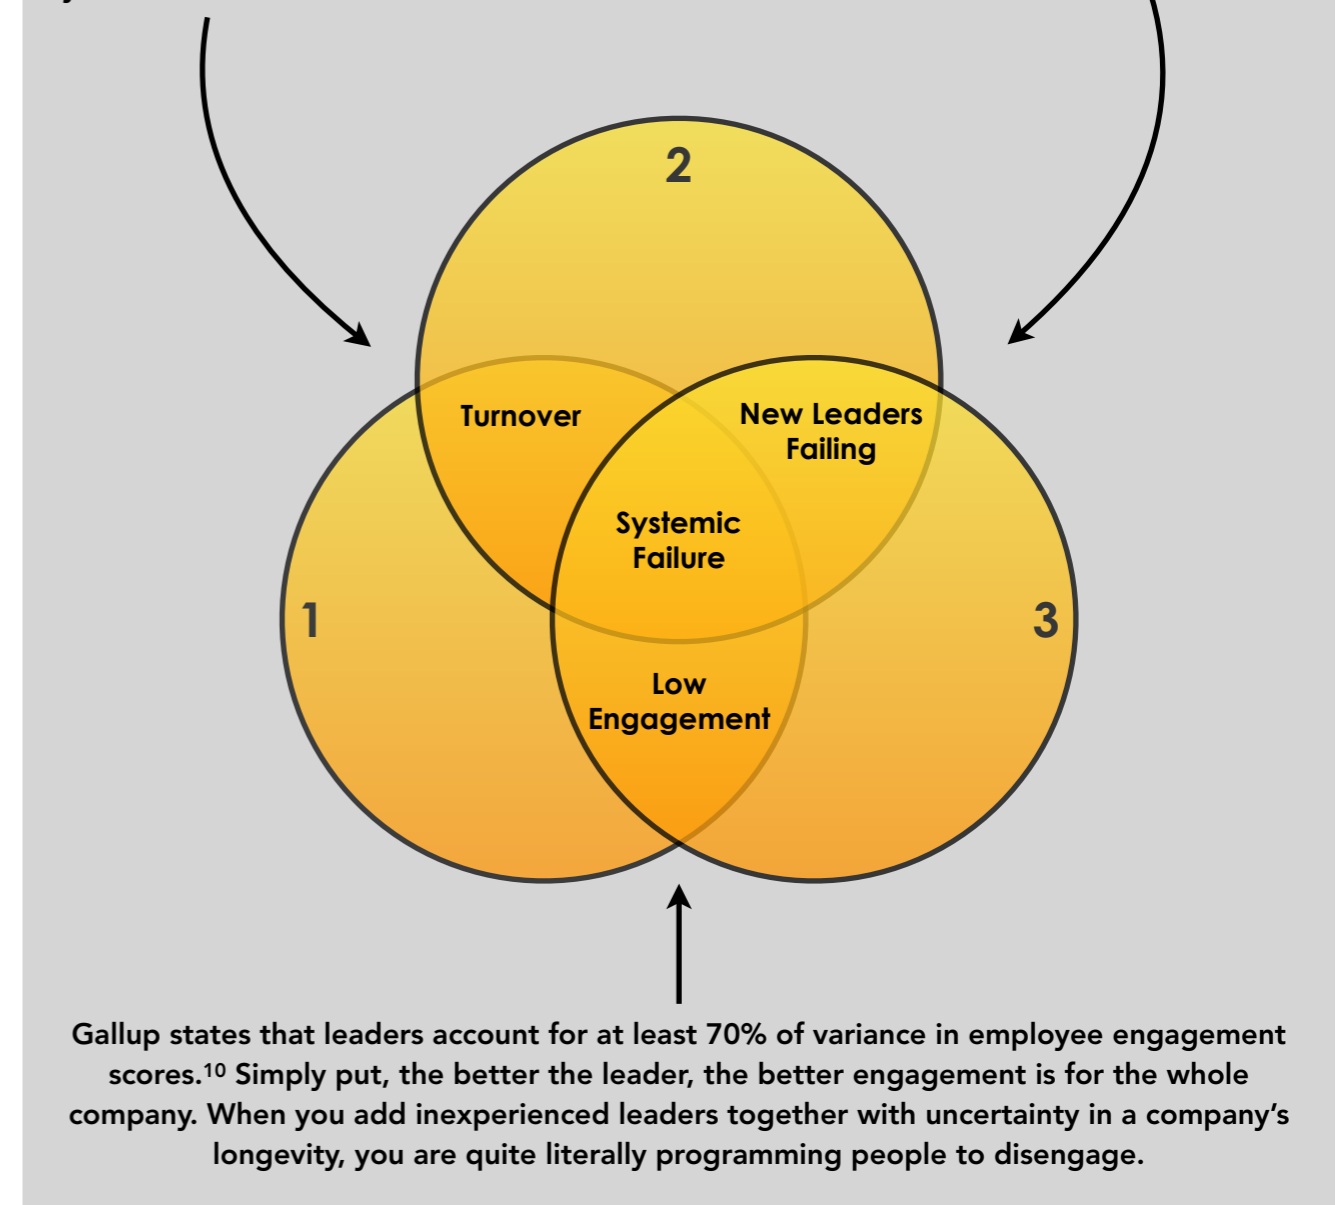 2
Turnover
New Leaders
Failing
Systemic
Failure
1
3
Low
Engagement
Gallup states that leaders account for at least 70% of variance in employee engagement
scores.¹⁰ Simply put, the better the leader, the better engagement is for the whole
company. When you add inexperienced leaders together with uncertainty in a company’s
longevity, you are quite literally programming people to disengage.